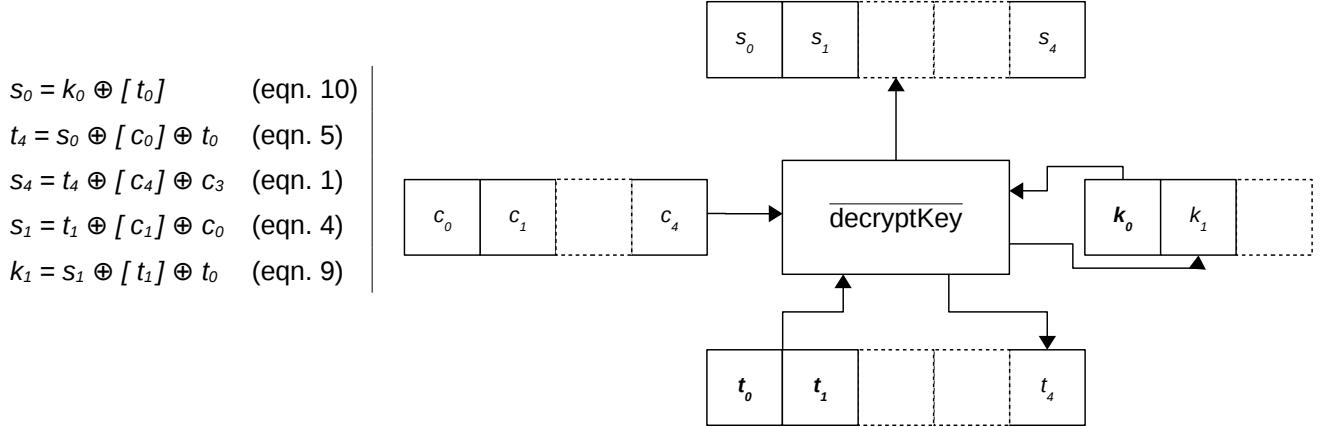 s₀ = k₀ ⊕ [ t₀] (eqn. 10)
t₄ = s₀ ⊕ [ c₀] ⊕ t₀ (eqn. 5)
s₄ = t₄ ⊕ [ c₄] ⊕ c₃ (eqn. 1)
s₁ = t₁ ⊕ [ c₁] ⊕ c₀ (eqn. 4)
k₁ = s₁ ⊕ [ t₁] ⊕ t₀ (eqn. 9)
s₀ s₁ s₄
c₀ c₁ c₄
decryptKey
k₀ k₁
t₀ t₁ t₄